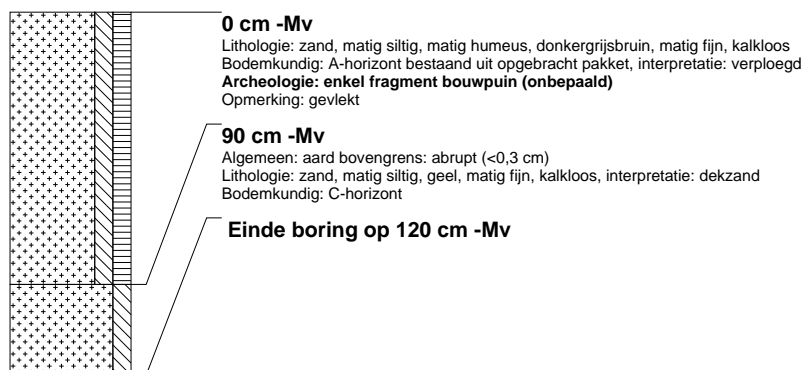 0 cm -Mv
Lithologie: zand, matig siltig, matig humeus, donkergrijsbruin, matig fijn, kalkloos
Bodemkundig: A-horizont bestaand uit opgebracht pakket, interpretatie: verploegd
Archeologie: enkel fragment bouwpuin (onbepaald)
Opmerking: gevlekt
90 cm -Mv
Algemeen: aard bovengrens: abrupt (<0,3 cm)
Lithologie: zand, matig siltig, geel, matig fijn, kalkloos, interpretatie: dekzand
Bodemkundig: C-horizont
Einde boring op 120 cm -Mv